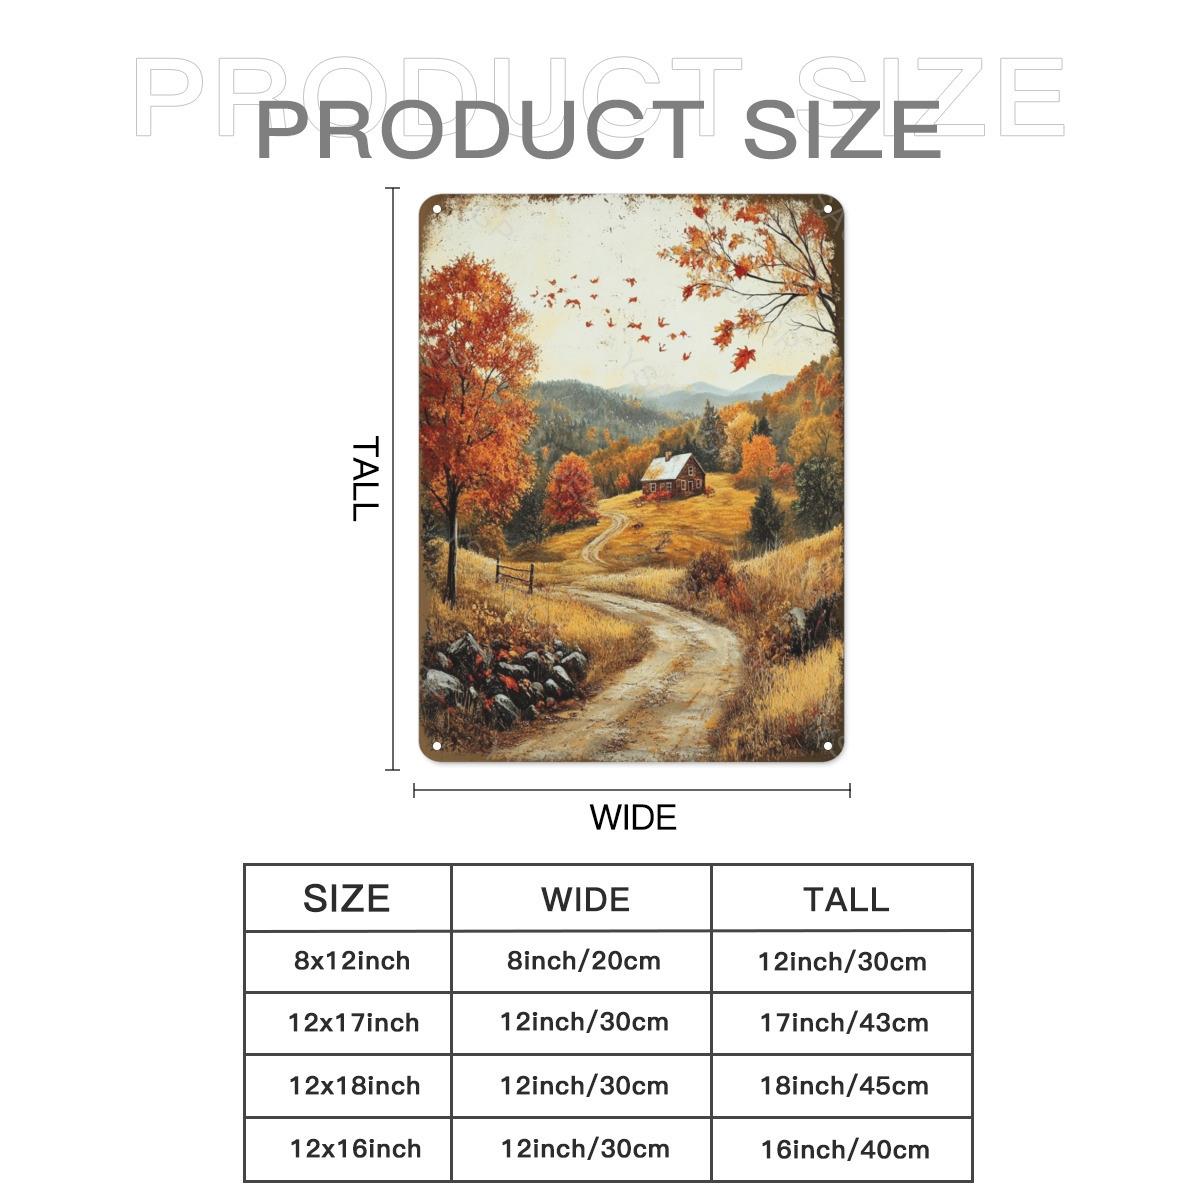 PRODUCT SIZE
PRODUCT SIZE
TALL
WIDE
SIZE WIDE TALL
8x12inch 8inch/20cm 12inch/30cm
12x17inch 12inch/30cm 17inch/43cm
12x18inch 12inch/30cm 18inch/45cm
12x16inch 12inch/30cm 16inch/40cm